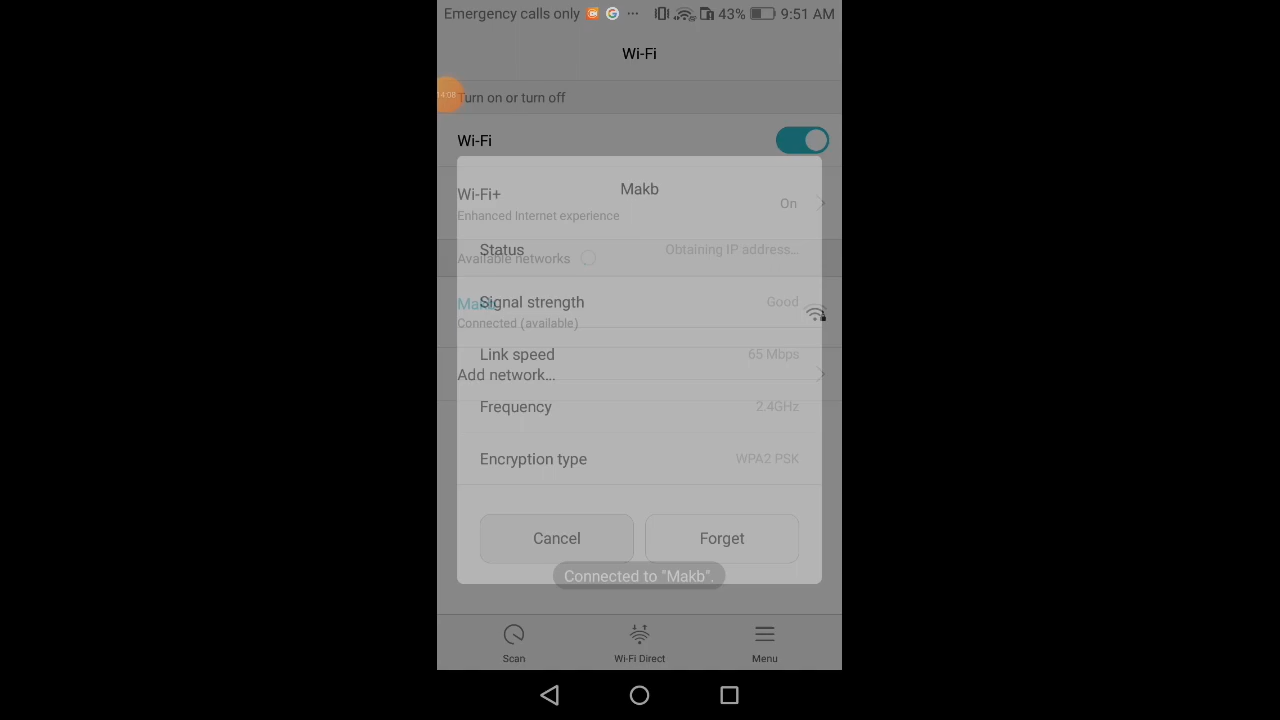 Emergency calls only ... 43% 9:51 AM
Wi-Fi
14:08
Turn on or turn off
Wi-Fi
Makb
Wi-Fi+
On
Enhanced Internet experience
Status Obtaining IP address...
Available networks
Signal strength Good
Makb
Connected (available)
Link speed 65 Mbps
Add network...
Frequency 2.4GHz
Encryption type WPA2 PSK
Cancel Forget
Connected to "Makb".
Scan Wi-Fi Direct Menu